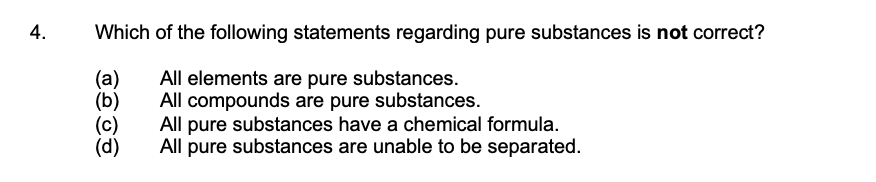 4. Which of the following statements regarding pure substances is not correct?
(a) All elements are pure substances.
(b) All compounds are pure substances.
(c) All pure substances have a chemical formula.
(d) All pure substances are unable to be separated.